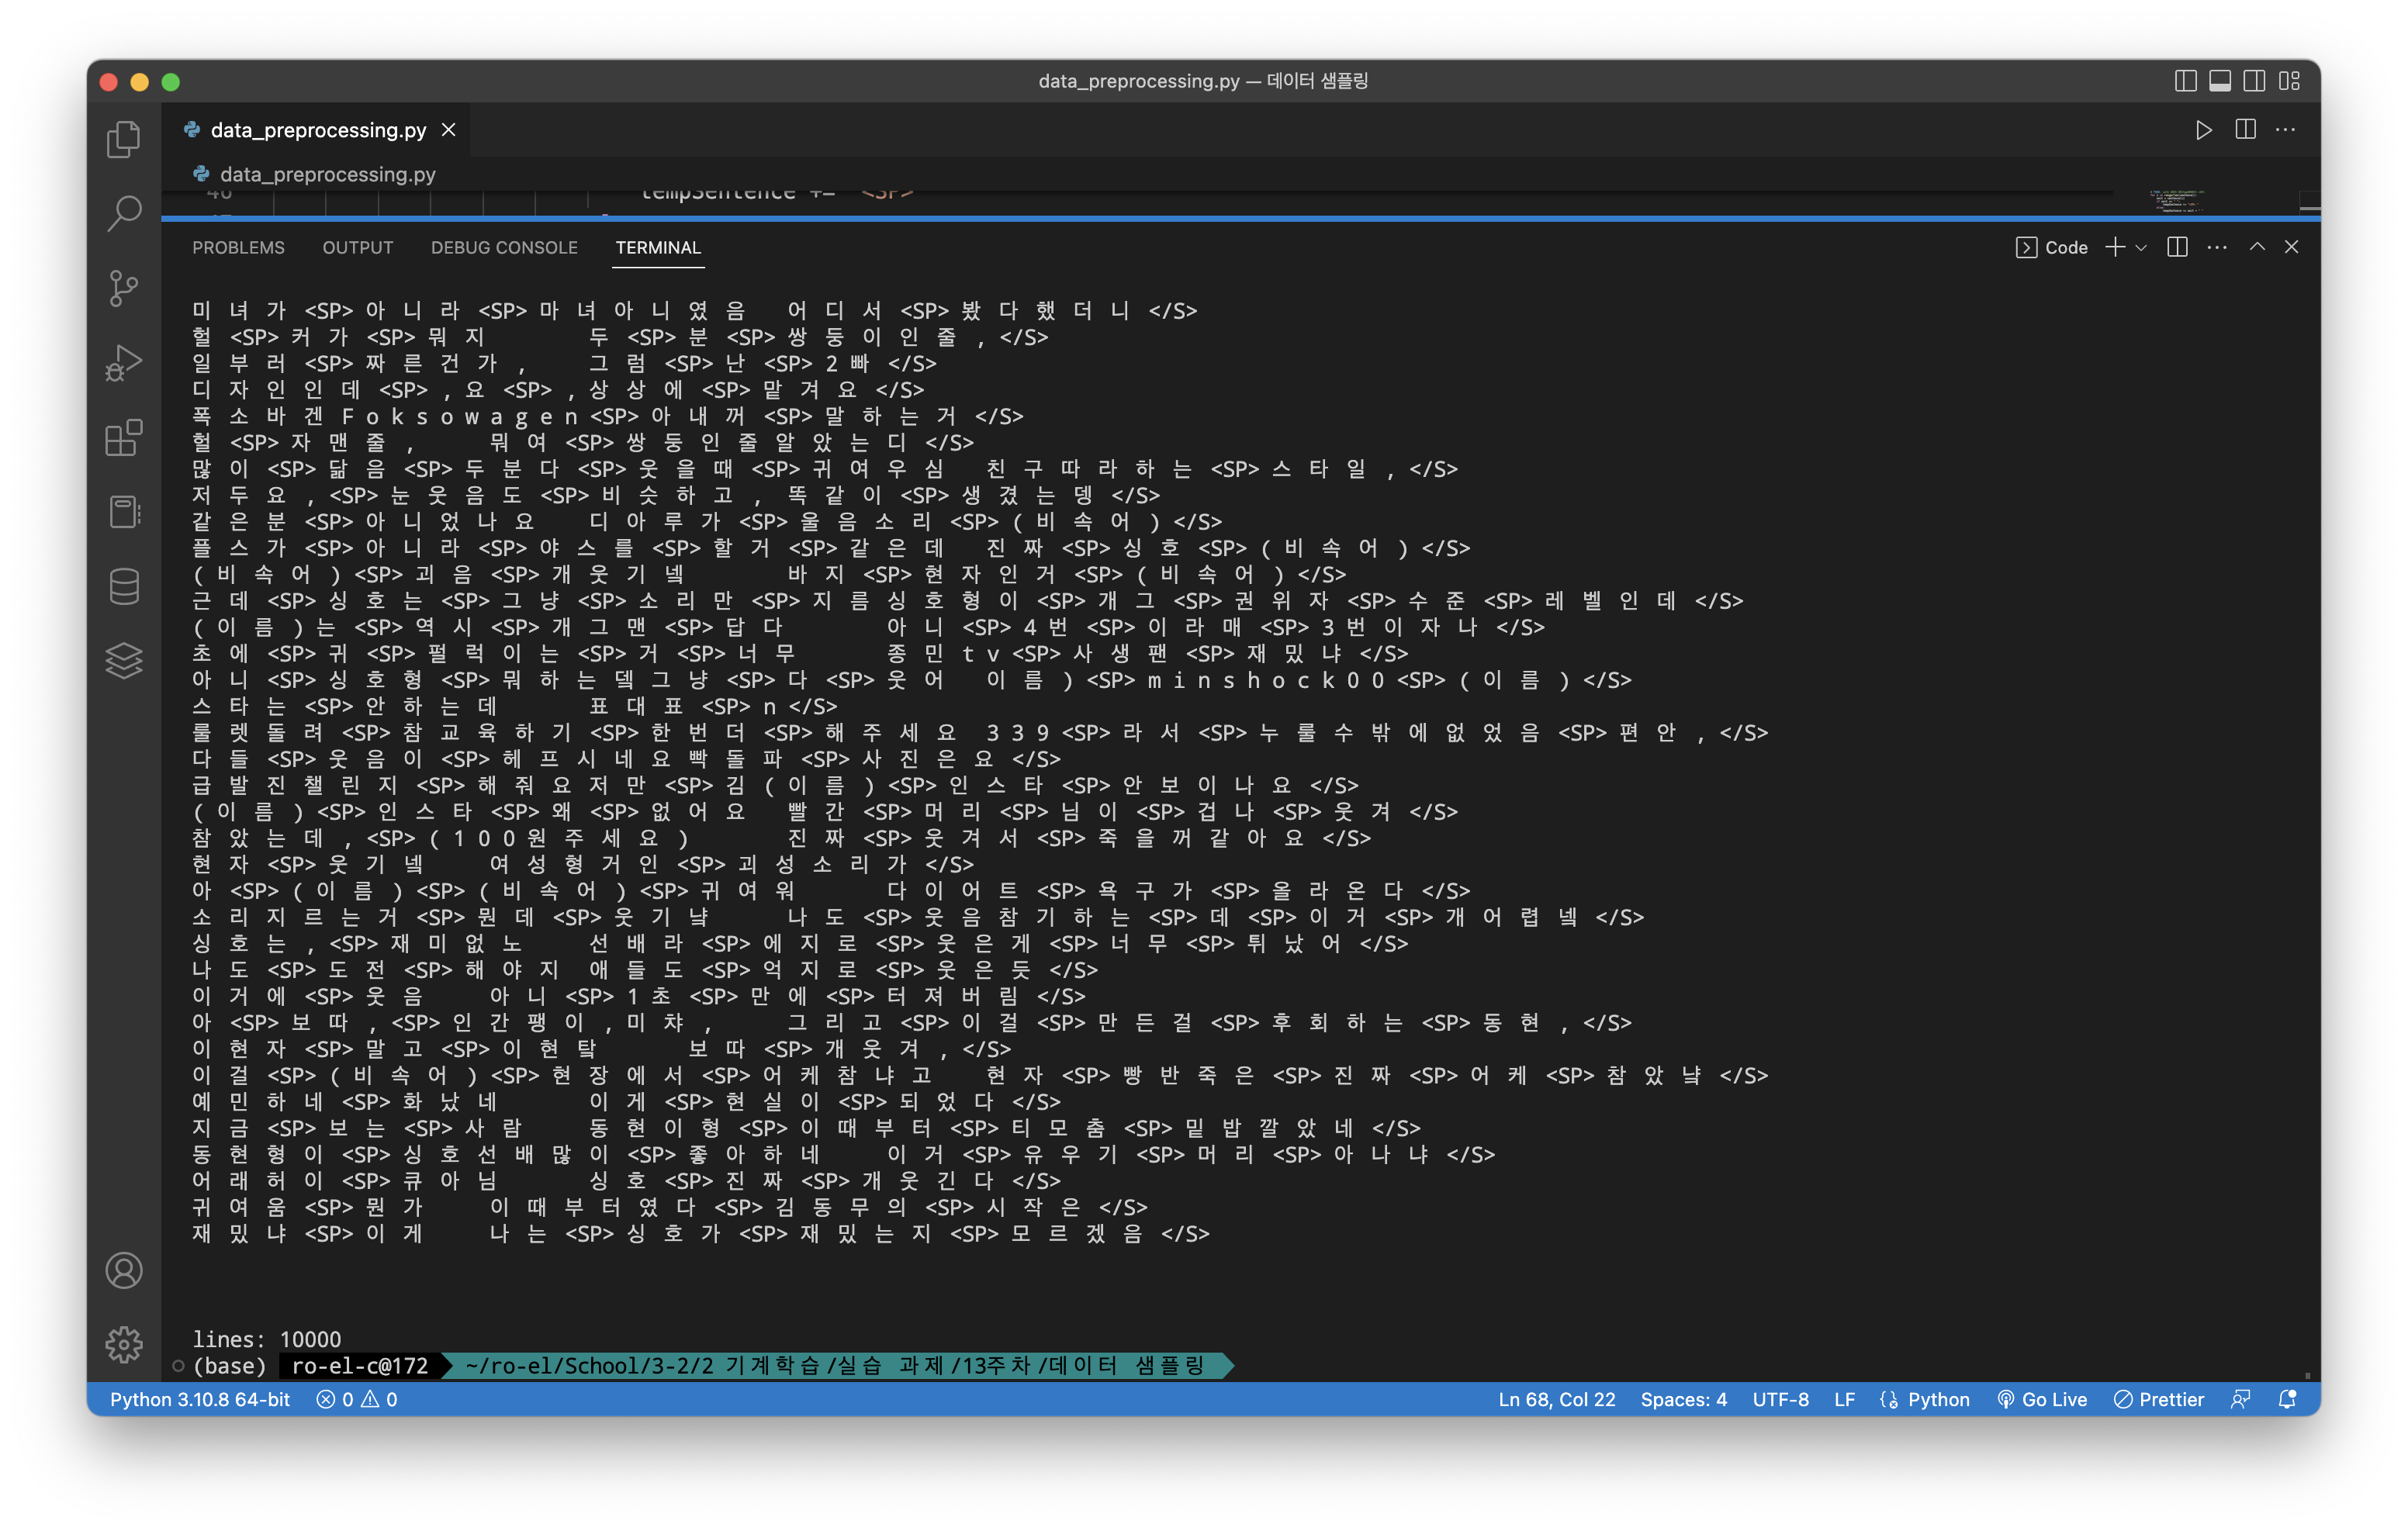 data_preprocessing.py — 데이터 샘플링
data_preprocessing.py
data_preprocessing.py
46 tempSentence += "<SP>
PROBLEMS OUTPUT DEBUG CONSOLE TERMINAL Code
미 녀 가 <SP> 아 니 라 <SP> 마 녀 아 니 였 음 어 디 서 <SP> 봤 다 했 더 니 </S>
헐 <SP> 커 가 <SP> 뭐 지 두 <SP> 분 <SP> 쌍 둥 이 인 줄 , </S>
일 부 러 <SP> 짜 른 건 가 , 그 럼 <SP> 난 <SP> 2 빠 </S>
디 자 인 인 데 <SP> , 요 <SP> , 상 상 에 <SP> 맡 겨 요 </S>
폭 소 바 겐 F o k s o w a g e n <SP> 아 내 꺼 <SP> 말 하 는 거 </S>
헐 <SP> 자 맨 줄 , 뭐 여 <SP> 쌍 둥 인 줄 알 았 는 디 </S>
많 이 <SP> 닮 음 <SP> 두 분 다 <SP> 웃 을 때 <SP> 귀 여 우 심 친 구 따 라 하 는 <SP> 스 타 일 , </S>
저 두 요 , <SP> 눈 웃 음 도 <SP> 비 슷 하 고 , 똑 같 이 <SP> 생 겼 는 뎅 </S>
같 은 분 <SP> 아 니 었 나 요 디 아 루 가 <SP> 울 음 소 리 <SP> ( 비 속 어 ) </S>
플 스 가 <SP> 아 니 라 <SP> 야 스 를 <SP> 할 거 <SP> 같 은 데 진 짜 <SP> 싱 호 <SP> ( 비 속 어 ) </S>
( 비 속 어 ) <SP> 괴 음 <SP> 개 웃 기 넼 바 지 <SP> 현 자 인 거 <SP> ( 비 속 어 ) </S>
근 데 <SP> 싱 호 는 <SP> 그 냥 <SP> 소 리 만 <SP> 지 름 싱 호 형 이 <SP> 개 그 <SP> 권 위 자 <SP> 수 준 <SP> 레 벨 인 데 </S>
( 이 름 ) 는 <SP> 역 시 <SP> 개 그 맨 <SP> 답 다 아 니 <SP> 4 번 <SP> 이 라 매 <SP> 3 번 이 자 나 </S>
초 에 <SP> 귀 <SP> 펄 럭 이 는 <SP> 거 <SP> 너 무 종 민 t v <SP> 사 생 팬 <SP> 재 밌 냐 </S>
아 니 <SP> 싱 호 형 <SP> 뭐 하 는 뎈 그 냥 <SP> 다 <SP> 웃 어 이 름 ) <SP> m i n s h o c k 0 0 <SP> ( 이 름 ) </S>
스 타 는 <SP> 안 하 는 데 표 대 표 <SP> n </S>
룰 렛 돌 려 <SP> 참 교 육 하 기 <SP> 한 번 더 <SP> 해 주 세 요 3 3 9 <SP> 라 서 <SP> 누 룰 수 밖 에 없 었 음 <SP> 편 안 , </S>
다 들 <SP> 웃 음 이 <SP> 헤 프 시 네 요 빡 돌 파 <SP> 사 진 은 요 </S>
급 발 진 챌 린 지 <SP> 해 줘 요 저 만 <SP> 김 ( 이 름 ) <SP> 인 스 타 <SP> 안 보 이 나 요 </S>
( 이 름 ) <SP> 인 스 타 <SP> 왜 <SP> 없 어 요 빨 간 <SP> 머 리 <SP> 님 이 <SP> 겁 나 <SP> 웃 겨 </S>
참 았 는 데 , <SP> ( 1 0 0 원 주 세 요 ) 진 짜 <SP> 웃 겨 서 <SP> 죽 을 꺼 같 아 요 </S>
현 자 <SP> 웃 기 넼 여 성 형 거 인 <SP> 괴 성 소 리 가 </S>
아 <SP> ( 이 름 ) <SP> ( 비 속 어 ) <SP> 귀 여 워 다 이 어 트 <SP> 욕 구 가 <SP> 올 라 온 다 </S>
소 리 지 르 는 거 <SP> 뭔 데 <SP> 웃 기 냨 나 도 <SP> 웃 음 참 기 하 는 <SP> 데 <SP> 이 거 <SP> 개 어 렵 넼 </S>
싱 호 는 , <SP> 재 미 없 노 선 배 라 <SP> 에 지 로 <SP> 웃 은 게 <SP> 너 무 <SP> 튀 났 어 </S>
나 도 <SP> 도 전 <SP> 해 야 지 애 들 도 <SP> 억 지 로 <SP> 웃 은 듯 </S>
이 거 에 <SP> 웃 음 아 니 <SP> 1 초 <SP> 만 에 <SP> 터 져 버 림 </S>
아 <SP> 보 따 , <SP> 인 간 팽 이 , 미 챠 , 그 리 고 <SP> 이 걸 <SP> 만 든 걸 <SP> 후 회 하 는 <SP> 동 현 , </S>
이 현 자 <SP> 말 고 <SP> 이 현 탘 보 따 <SP> 개 웃 겨 , </S>
이 걸 <SP> ( 비 속 어 ) <SP> 현 장 에 서 <SP> 어 케 참 냐 고 현 자 <SP> 빵 반 죽 은 <SP> 진 짜 <SP> 어 케 <SP> 참 았 냨 </S>
예 민 하 네 <SP> 화 났 네 이 게 <SP> 현 실 이 <SP> 되 었 다 </S>
지 금 <SP> 보 는 <SP> 사 람 동 현 이 형 <SP> 이 때 부 터 <SP> 티 모 춤 <SP> 밑 밥 깔 았 네 </S>
동 현 형 이 <SP> 싱 호 선 배 많 이 <SP> 좋 아 하 네 이 거 <SP> 유 우 기 <SP> 머 리 <SP> 아 나 냐 </S>
어 래 허 이 <SP> 큐 아 님 싱 호 <SP> 진 짜 <SP> 개 웃 긴 다 </S>
귀 여 움 <SP> 뭔 가 이 때 부 터 였 다 <SP> 김 동 무 의 <SP> 시 작 은 </S>
재 밌 냐 <SP> 이 게 나 는 <SP> 싱 호 가 <SP> 재 밌 는 지 <SP> 모 르 겠 음 </S>
lines: 10000
(base) ro-el-c@172 ~/ro-el/School/3-2/2 기계학습/실습 과제/13주차/데이터 샘플링
Python 3.10.8 64-bit 0 0 Ln 68, Col 22 Spaces: 4 UTF-8 LF Python Go Live Prettier